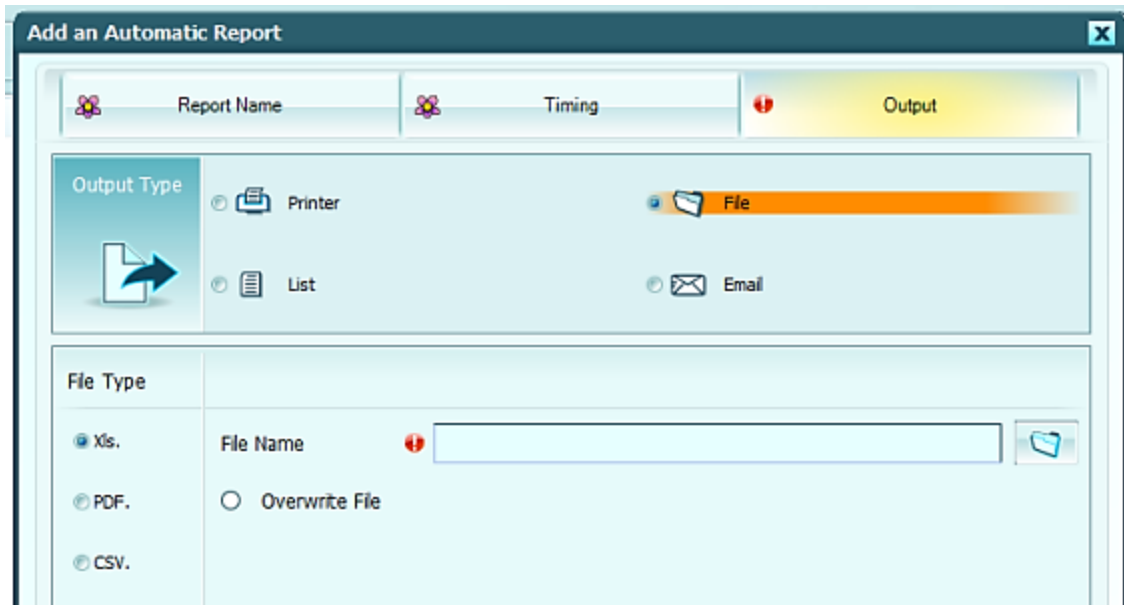 Add an Automatic Report
Report Name
Timing
Output
Output Type
Printer
File
List
Email
File Type
Xls.
File Name
PDF.
Overwrite File
CSV.